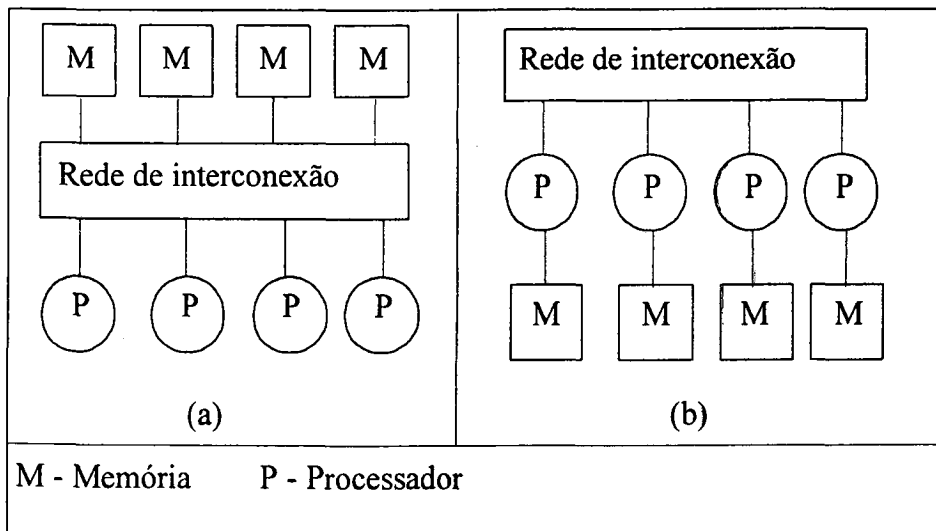 M M M M
Rede de interconexão
P P P P
(a)
Rede de interconexão
P P P P
M M M M
(b)
M - Memória P - Processador